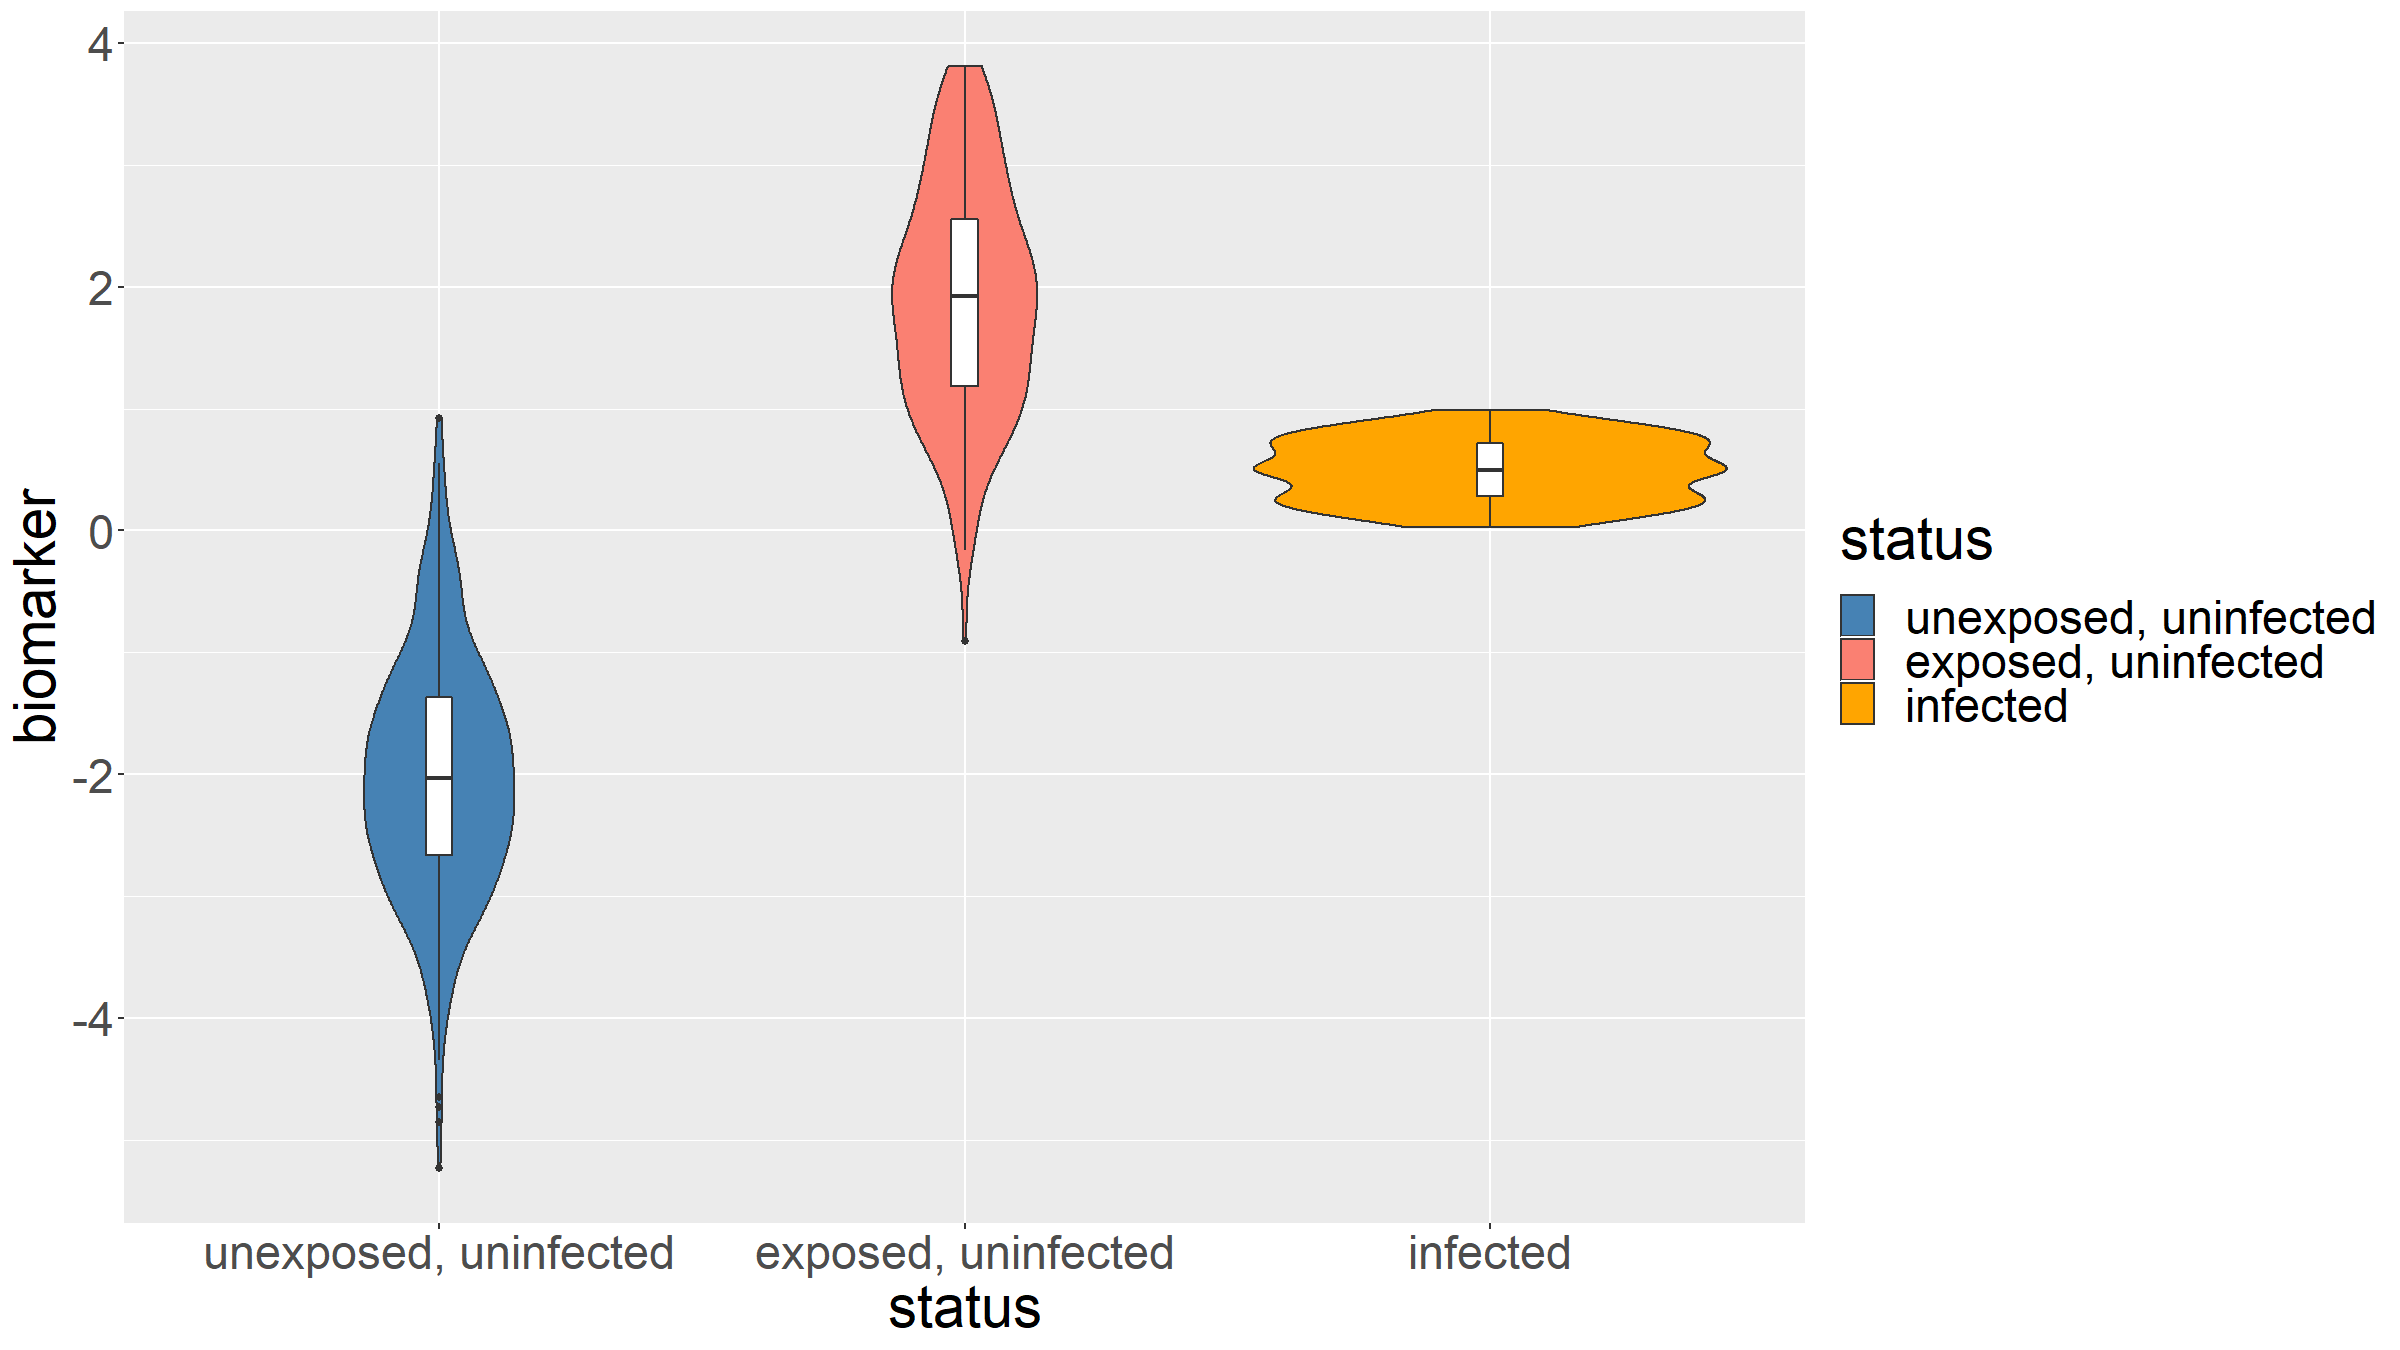 biomarker
4
2
0
-2
-4
unexposed, uninfected
exposed, uninfected
infected
status
status
unexposed, uninfected
exposed, uninfected
infected